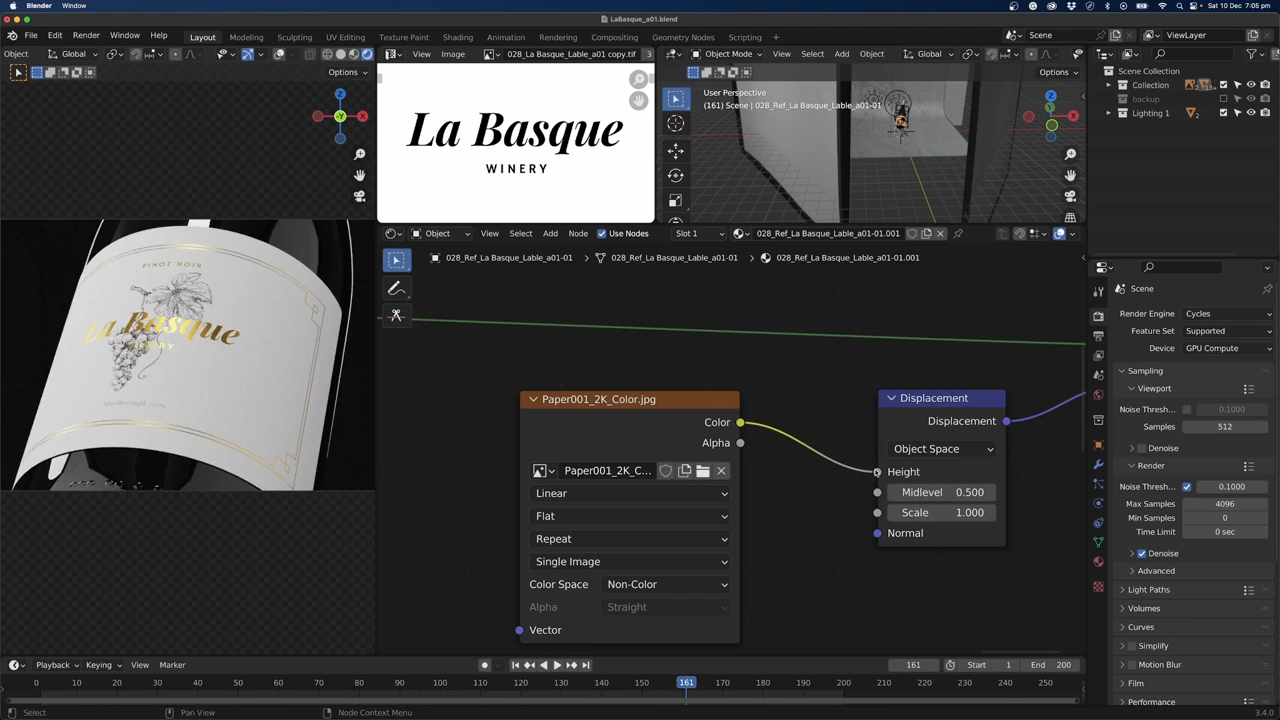 Blender Window Sat 10 Dec 7:05 pm
LaBasque_a01.blend
File Edit Render Window Help Layout Modeling Sculpting UV Editing Texture Paint Shading Animation Rendering Compositing Geometry Nodes Scripting + Scene ViewLayer
Object Global View Image 028_La Basque_Lable_a01 copy.tif 3 Object Mode View Select Add Object Global
Options
Options
Scene Collection
Collection
backup
Lighting 1
Z
X
-Y
La Basque
WINERY
User Perspective
(161) Scene | 028_Ref_La Basque_Lable_a01-01
Z
Y
X
Object View Select Add Node Use Nodes Slot 1 028_Ref_La Basque_Lable_a01-01.001
028_Ref_La Basque_Lable_a01-01 028_Ref_La Basque_Lable_a01-01 028_Ref_La Basque_Lable_a01-01.001
PINOT NOIR
La Basque
WINERY
Paper001_2K_Color.jpg
Color
Alpha
Paper001_2K_C...
Linear
Flat
Repeat
Single Image
Color Space Non-Color
Alpha Straight
Vector
Displacement
Displacement
Object Space
Height
Midlevel 0.500
Scale 1.000
Normal
Scene
Render Engine Cycles
Feature Set Supported
Device GPU Compute
Sampling
Viewport
Noise Thresh... 0.1000
Samples 512
Denoise
Render
Noise Thresh... 0.1000
Max Samples 4096
Min Samples 0
Time Limit 0 sec
Denoise
Advanced
Light Paths
Volumes
Curves
Simplify
Motion Blur
Film
Performance
Playback Keying View Marker 161 Start 1 End 200
0 10 20 30 40 50 60 70 80 90 100 110 120 130 140 150 161 170 180 190 200 210 220 230 240 250
Select Pan View Node Context Menu 3.4.0